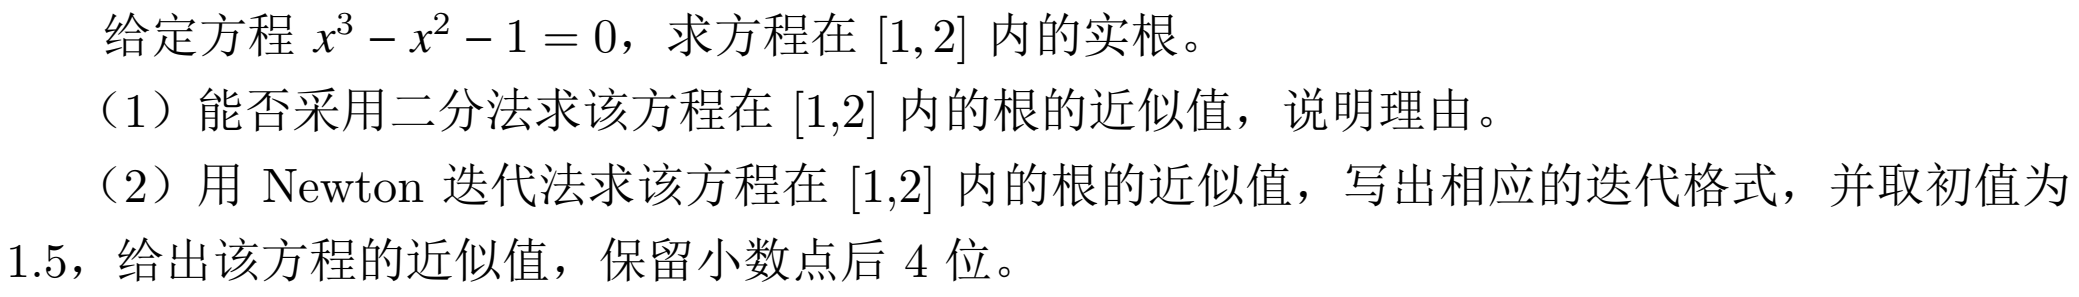 给定方程 $x^3 - x^2 - 1 = 0$，求方程在 $[1, 2]$ 内的实根。
（1）能否采用二分法求该方程在 [1,2] 内的根的近似值，说明理由。
（2）用 Newton 迭代法求该方程在 [1,2] 内的根的近似值，写出相应的迭代格式，并取初值为
1.5，给出该方程的近似值，保留小数点后 4 位。